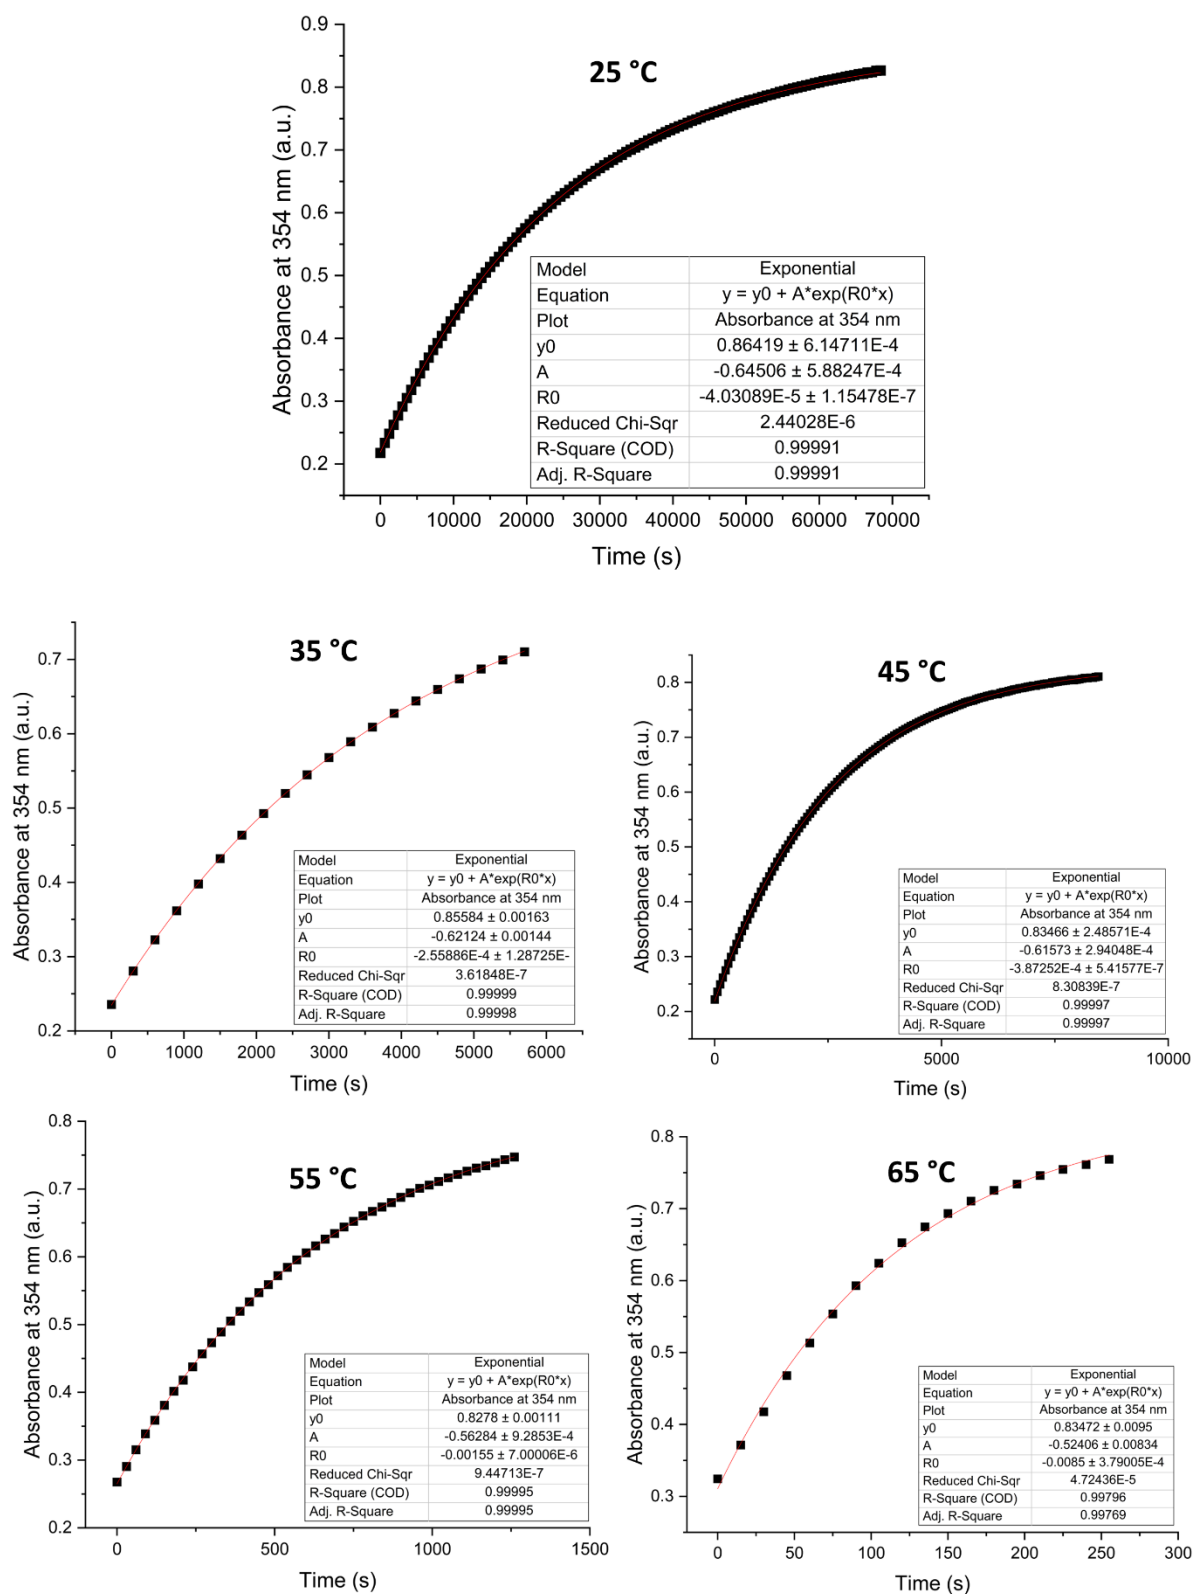 25 °C
Absorbance at 354 nm (a.u.)
0.9
0.8
0.7
0.6
0.5
0.4
0.3
0.2
Model Exponential
Equation y = y0 + A*exp(R0*x)
Plot Absorbance at 354 nm
y0 0.86419 ± 6.14711E-4
A -0.64506 ± 5.88247E-4
R0 -4.03089E-5 ± 1.15478E-7
Reduced Chi-Sqr 2.44028E-6
R-Square (COD) 0.99991
Adj. R-Square 0.99991
0 10000 20000 30000 40000 50000 60000 70000
Time (s)
35 °C
Absorbance at 354 nm (a.u.)
0.7
0.6
0.5
0.4
0.3
0.2
Model Exponential
Equation y = y0 + A*exp(R0*x)
Plot Absorbance at 354 nm
y0 0.85584 ± 0.00163
A -0.62124 ± 0.00144
R0 -2.55886E-4 ± 1.28725E-
Reduced Chi-Sqr 3.61848E-7
R-Square (COD) 0.99999
Adj. R-Square 0.99998
0 1000 2000 3000 4000 5000 6000
Time (s)
45 °C
Absorbance at 354 nm (a.u.)
0.8
0.7
0.6
0.5
0.4
0.3
0.2
Model Exponential
Equation y = y0 + A*exp(R0*x)
Plot Absorbance at 354 nm
y0 0.83466 ± 2.48571E-4
A -0.61573 ± 2.94048E-4
R0 -3.87252E-4 ± 5.41577E-7
Reduced Chi-Sqr 8.30839E-7
R-Square (COD) 0.99997
Adj. R-Square 0.99997
0 5000 10000
Time (s)
55 °C
Absorbance at 354 nm (a.u.)
0.8
0.7
0.6
0.5
0.4
0.3
0.2
Model Exponential
Equation y = y0 + A*exp(R0*x)
Plot Absorbance at 354 nm
y0 0.8278 ± 0.00111
A -0.56284 ± 9.2853E-4
R0 -0.00155 ± 7.00006E-6
Reduced Chi-Sqr 9.44713E-7
R-Square (COD) 0.99995
Adj. R-Square 0.99995
0 500 1000 1500
Time (s)
65 °C
Absorbance at 354 nm (a.u.)
0.8
0.7
0.6
0.5
0.4
0.3
Model Exponential
Equation y = y0 + A*exp(R0*x)
Plot Absorbance at 354 nm
y0 0.83472 ± 0.0095
A -0.52406 ± 0.00834
R0 -0.0085 ± 3.79005E-4
Reduced Chi-Sqr 4.72436E-5
R-Square (COD) 0.99796
Adj. R-Square 0.99769
0 50 100 150 200 250 300
Time (s)